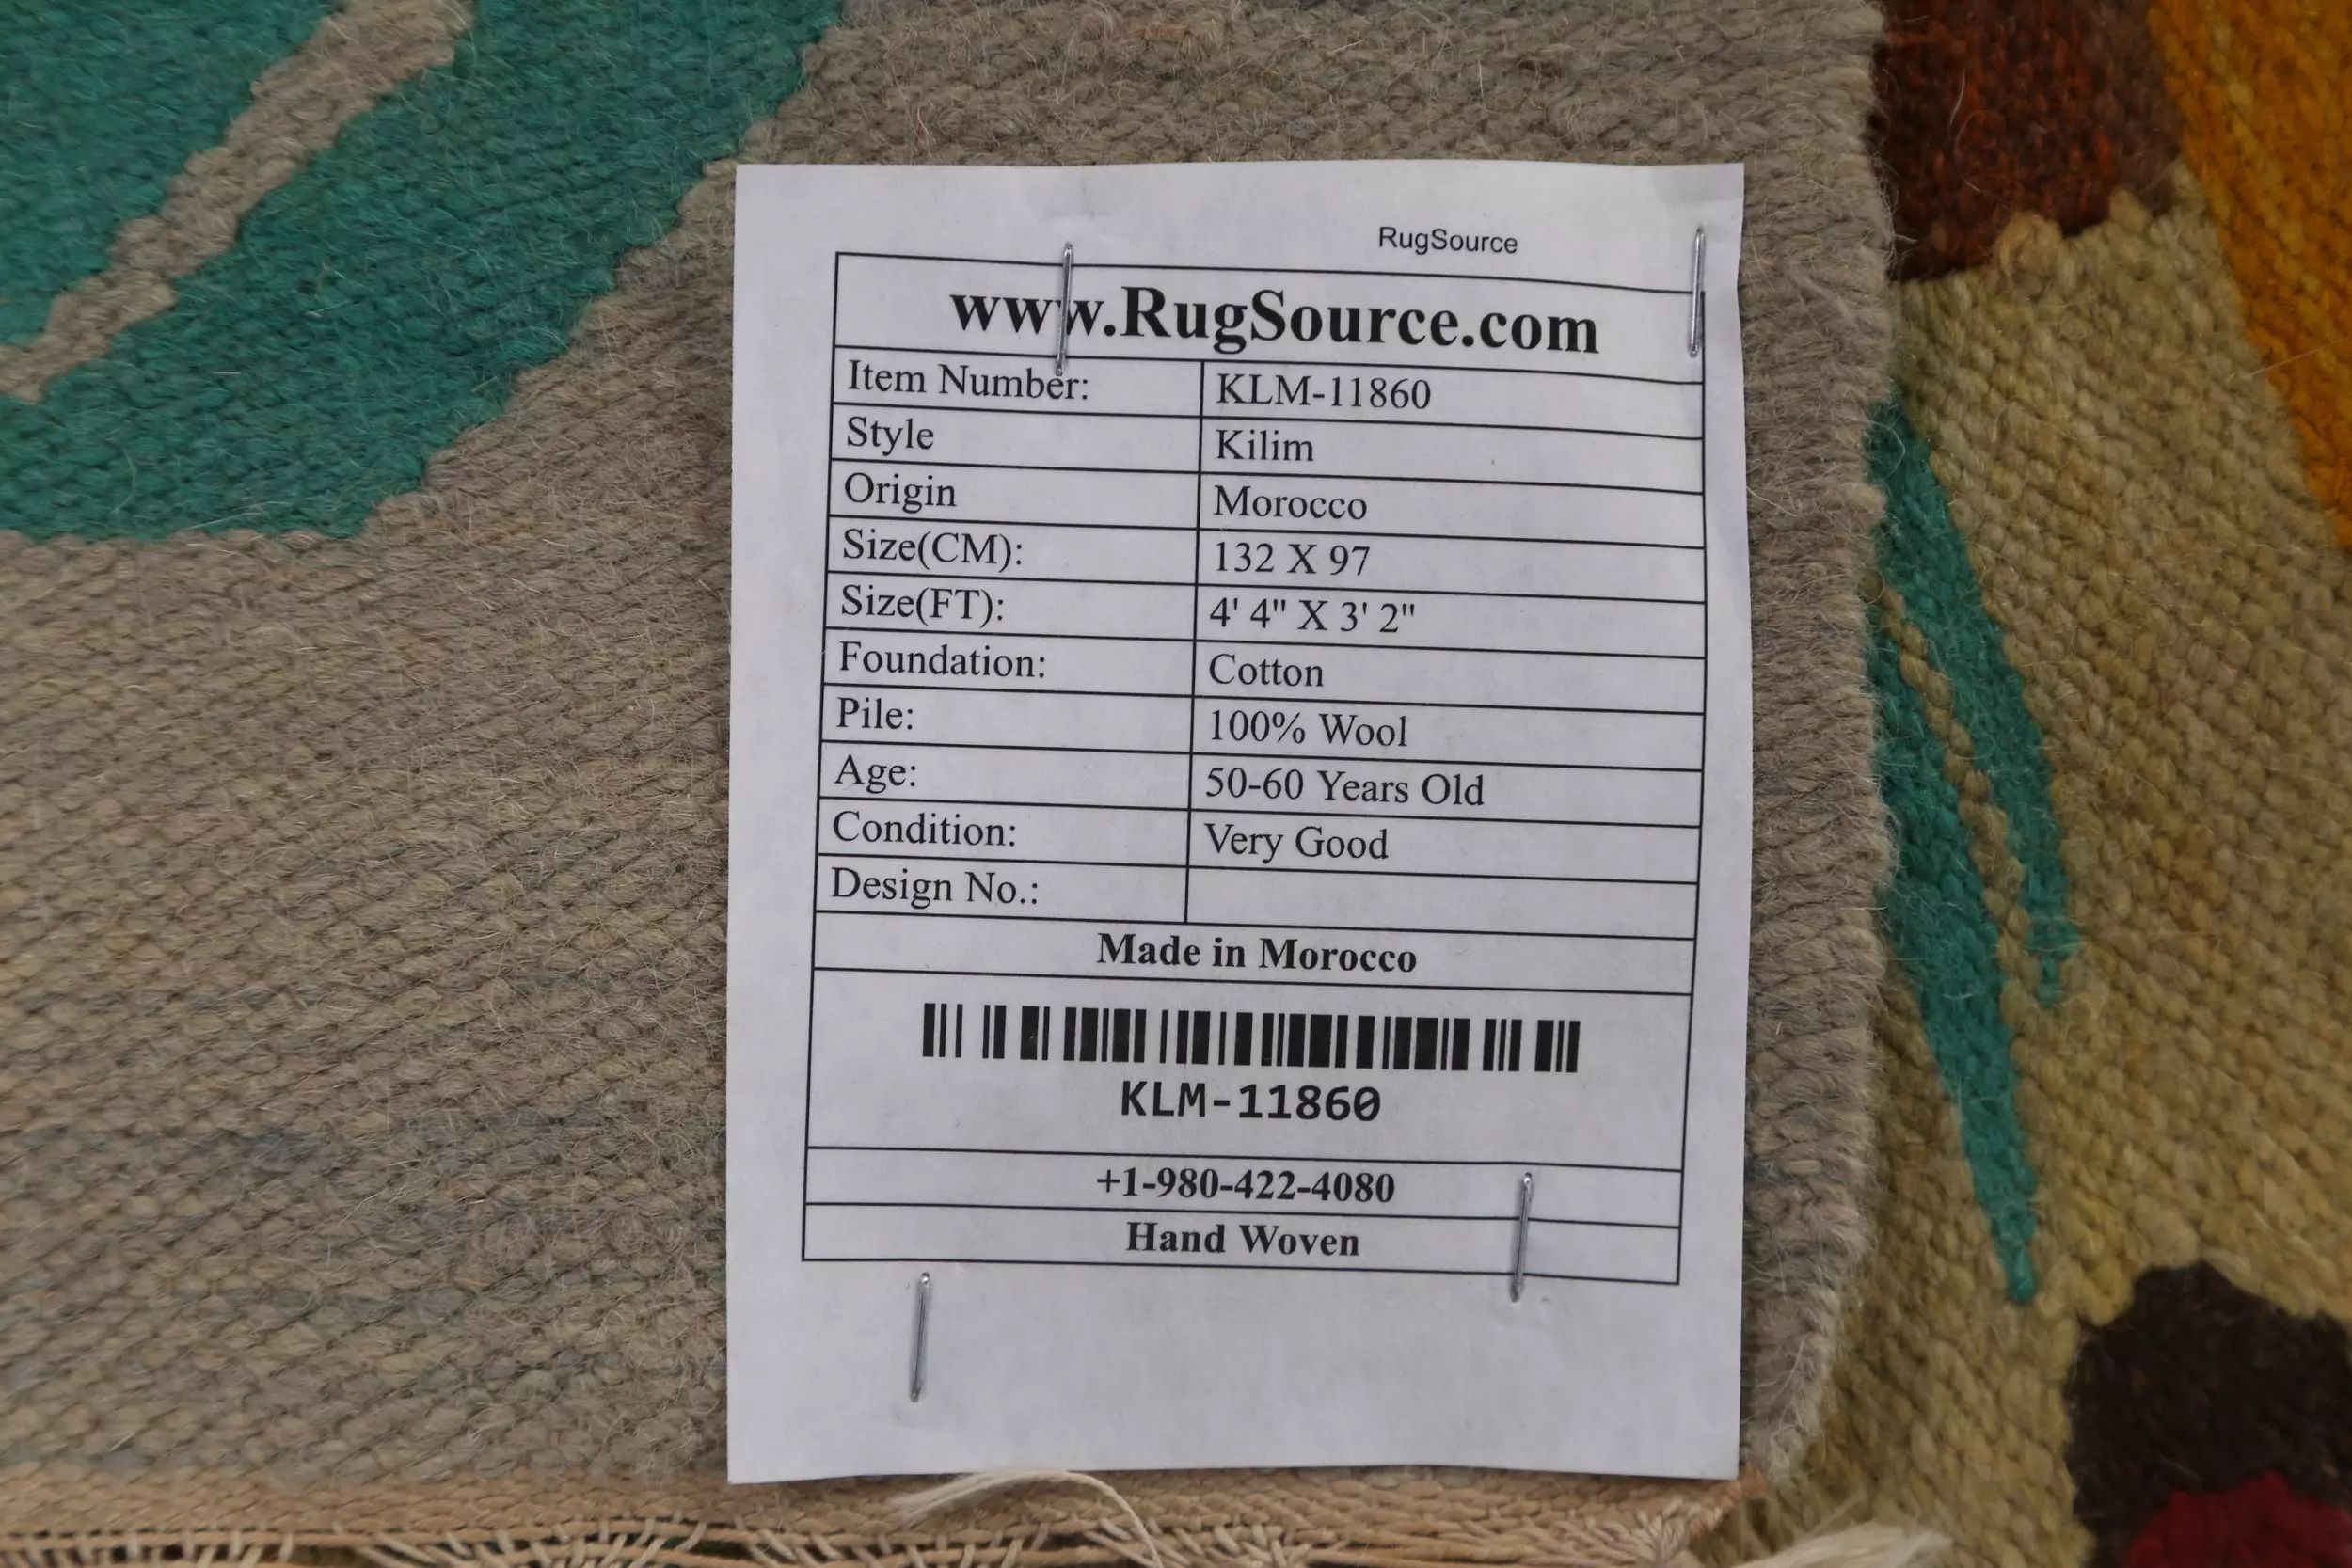 RugSource
www.RugSource.com
Item Number: KLM-11860
Style Kilim
Origin Morocco
Size(CM): 132 X 97
Size(FT): 4' 4" X 3' 2"
Foundation: Cotton
Pile: 100% Wool
Age: 50-60 Years Old
Condition: Very Good
Design No.:
Made in Morocco
KLM-11860
+1-980-422-4080
Hand Woven